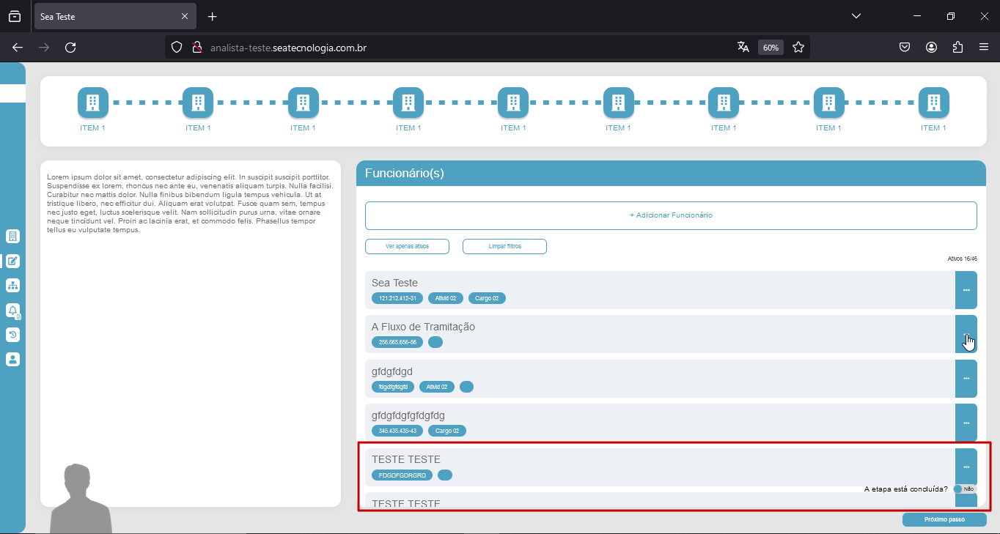 Sea Teste
analista-teste.seatecnologia.com.br
60%
ITEM 1
ITEM 1
ITEM 1
ITEM 1
ITEM 1
ITEM 1
ITEM 1
ITEM 1
ITEM 1
Lorem ipsum dolor sit amet, consectetur adipiscing elit. In suscipit suscipit porttitor.
Suspendisse ex lorem, rhoncus nec ante eu, venenatis aliquam turpis. Nulla facilisi.
Curabitur nec mattis dolor. Nulla finibus bibendum ligula tempus vehicula. Ut at
tristique libero, nec efficitur dui. Aliquam erat volutpat. Fusce quam sem, tempus
nec justo eget, luctus scelerisque velit. Nam sollicitudin purus urna, vitae ornare
neque tincidunt vel. Proin ac lacinia erat, et commodo felis. Phasellus tempor
tellus eu vulputate tempus.
Funcionário(s)
+ Adicionar Funcionário
Ver apenas ativos
Limpar filtros
Ativos 16/46
Sea Teste
121.212.412-31
Ativid 02
Cargo 02
A Fluxo de Tramitação
256.665.656-56
gfdgfdgd
fdgdfgfdgfd
Ativid 02
gfdgfdgfgfdgfdg
345.435.435-43
Cargo 02
TESTE TESTE
FDGDFGDRGRD
A etapa está concluída?
Não
TESTE TESTE
Próximo passo